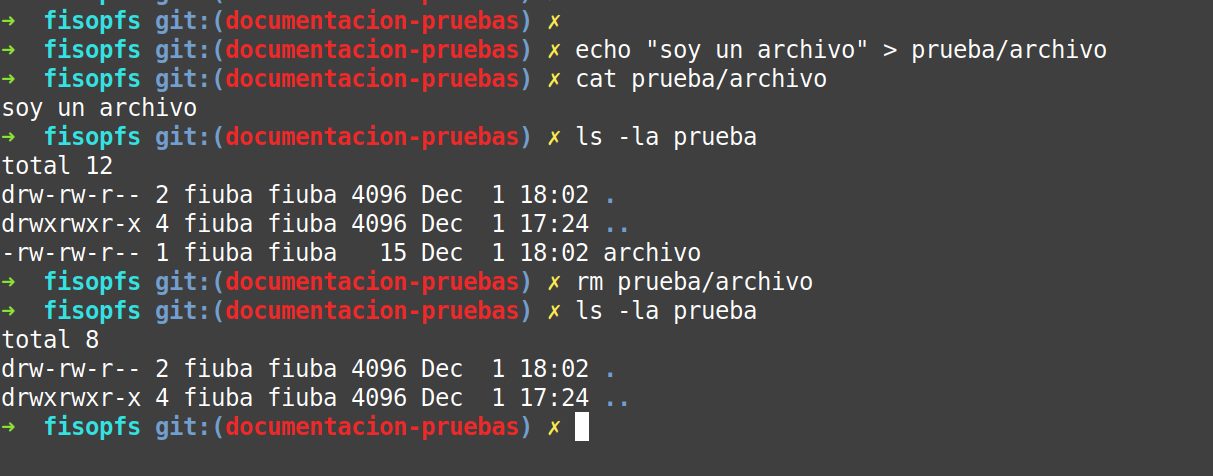 ➜  fisopfs git:(documentacion-pruebas) ✗
➜  fisopfs git:(documentacion-pruebas) ✗ echo "soy un archivo" > prueba/archivo
➜  fisopfs git:(documentacion-pruebas) ✗ cat prueba/archivo
soy un archivo
➜  fisopfs git:(documentacion-pruebas) ✗ ls -la prueba
total 12
drw-rw-r-- 2 fiuba fiuba 4096 Dec  1 18:02 .
drwxrwxr-x 4 fiuba fiuba 4096 Dec  1 17:24 ..
-rw-rw-r-- 1 fiuba fiuba   15 Dec  1 18:02 archivo
➜  fisopfs git:(documentacion-pruebas) ✗ rm prueba/archivo
➜  fisopfs git:(documentacion-pruebas) ✗ ls -la prueba
total 8
drw-rw-r-- 2 fiuba fiuba 4096 Dec  1 18:02 .
drwxrwxr-x 4 fiuba fiuba 4096 Dec  1 17:24 ..
➜  fisopfs git:(documentacion-pruebas) ✗